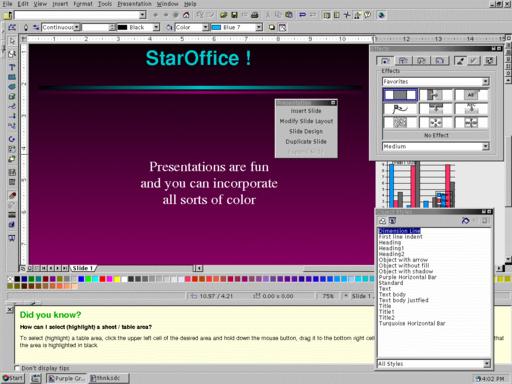 File Edit View Insert Format Tools Presentation Window Help
Continuous
Black
Color
Blue 7
StarOffice !
Presentations are fun
and you can incorporate
all sorts of color
Presentation
Insert Slide
Modify Slide Layout
Slide Design
Duplicate Slide
Expand Slide
Effects
Effects
Favorites
No Effect
Medium
Dimension Line
First line indent
Heading
Heading1
Heading2
Object with arrow
Object without fill
Object with shadow
Purple Horizontal Bar
Standard
Text
Text body
Text body justified
Title
Title1
Title2
Turquoise Horizontal Bar
All Styles
Slide 1
10.97 / 4.21
0.00 x 0.00
75%
*
Slide 1
Did you know?
How can I select (highlight) a sheet / table area?
To select (highlight) a table area, click the upper left cell of the desired area and hold down the mouse button, drag it to the bottom right cell
the area is highlighted in black.
Don't display tips
Start
Purple Gr...
thnk.sdc
4:02 PM